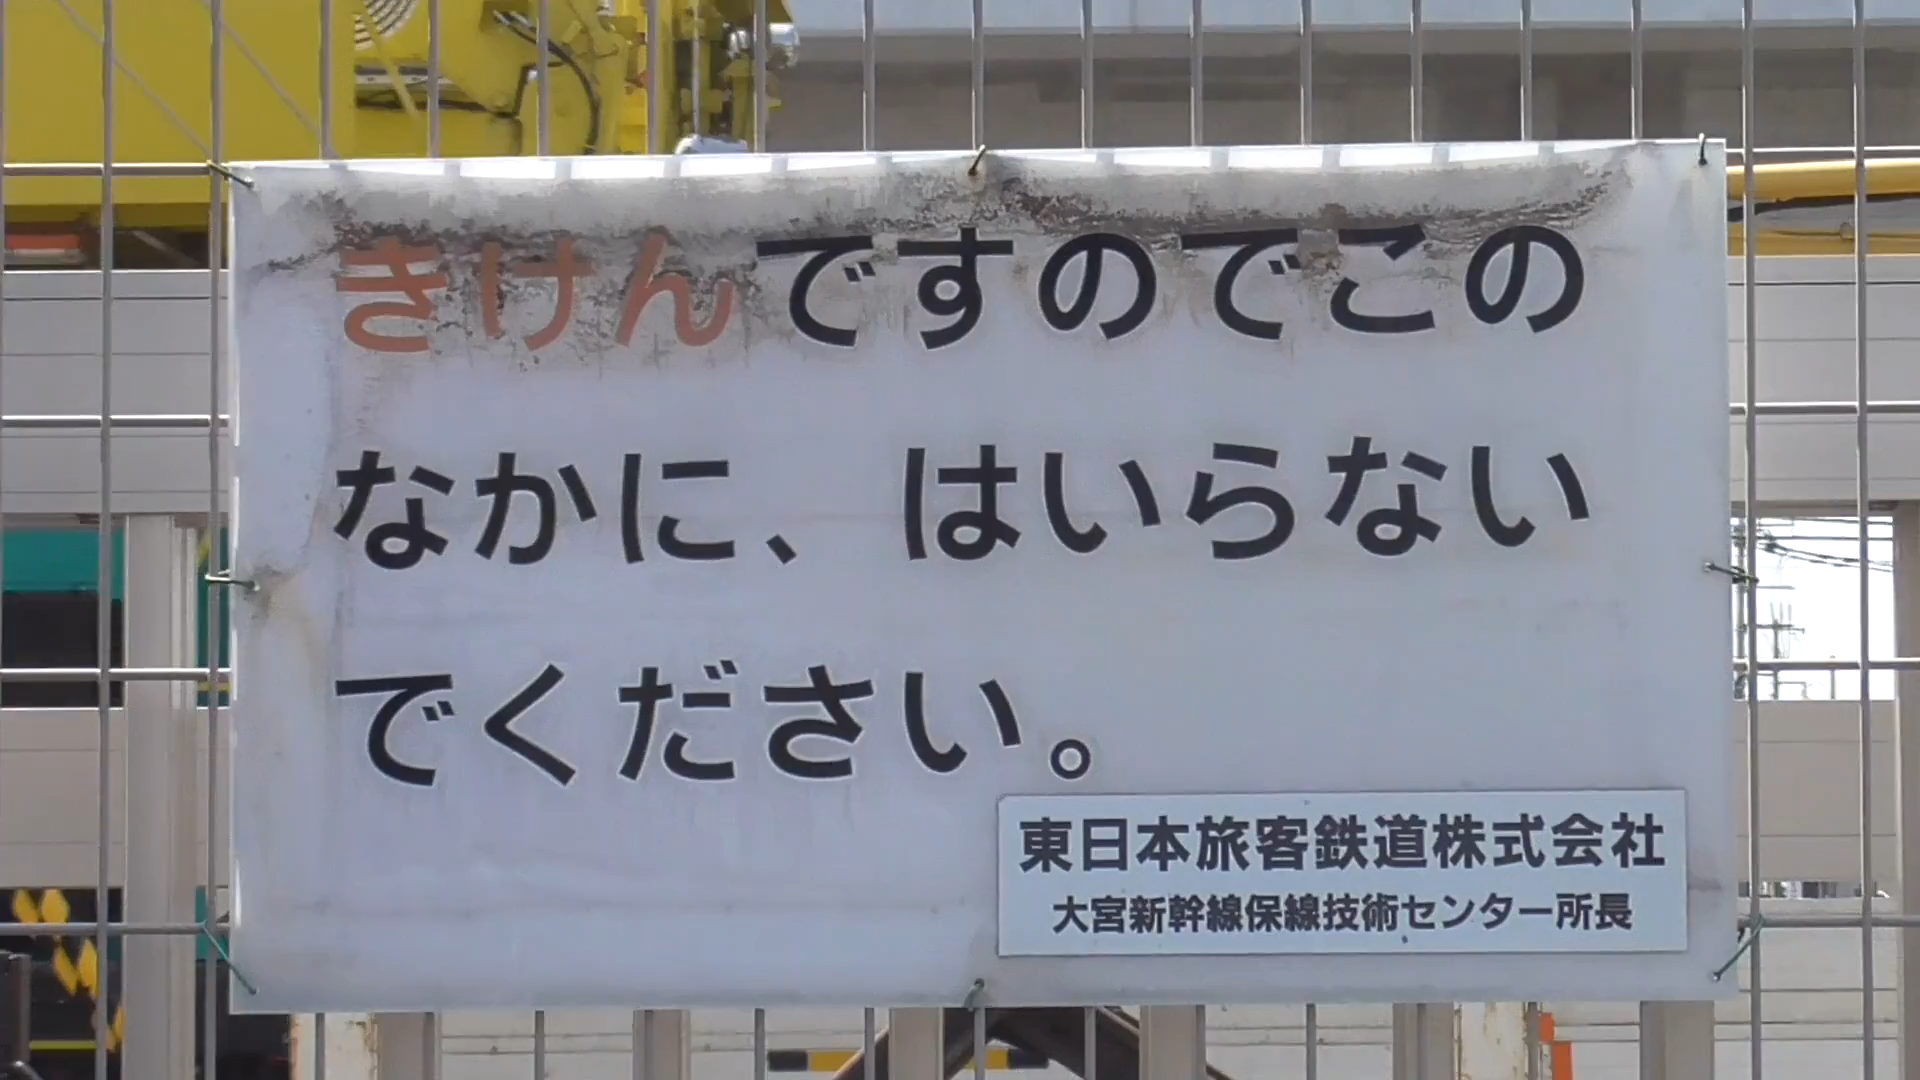 きけんですのでこの
なかに、はいらない
でください。
東日本旅客鉄道株式会社
大宮新幹線保線技術センター所長